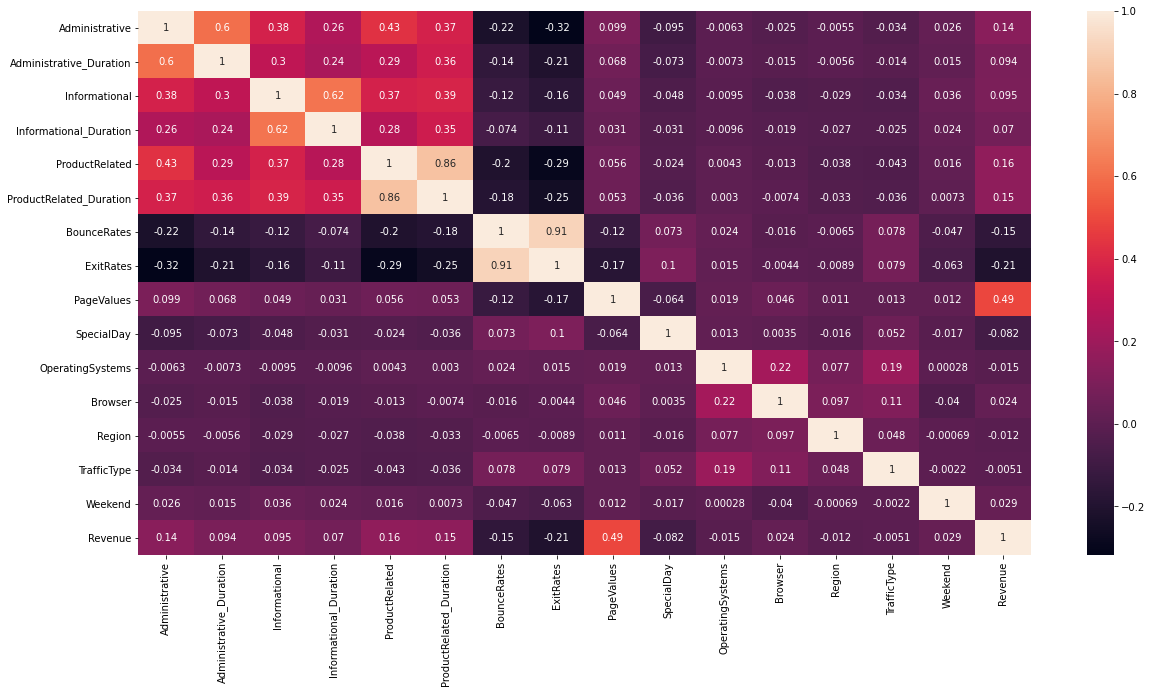 Administrative 1 0.6 0.38 0.26 0.43 0.37 -0.22 -0.32 0.099 -0.095 -0.0063 -0.025 -0.0055 -0.034 0.026 0.14
Administrative_Duration 0.6 1 0.3 0.24 0.29 0.36 -0.14 -0.21 0.068 -0.073 -0.0073 -0.015 -0.0056 -0.014 0.015 0.094
Informational 0.38 0.3 1 0.62 0.37 0.39 -0.12 -0.16 0.049 -0.048 -0.0095 -0.038 -0.029 -0.034 0.036 0.095
Informational_Duration 0.26 0.24 0.62 1 0.28 0.35 -0.074 -0.11 0.031 -0.031 -0.0096 -0.019 -0.027 -0.025 0.024 0.07
ProductRelated 0.43 0.29 0.37 0.28 1 0.86 -0.2 -0.29 0.056 -0.024 0.0043 -0.013 -0.038 -0.043 0.016 0.16
ProductRelated_Duration 0.37 0.36 0.39 0.35 0.86 1 -0.18 -0.25 0.053 -0.036 0.003 -0.0074 -0.033 -0.036 0.0073 0.15
BounceRates -0.22 -0.14 -0.12 -0.074 -0.2 -0.18 1 0.91 -0.12 0.073 0.024 -0.016 -0.0065 0.078 -0.047 -0.15
ExitRates -0.32 -0.21 -0.16 -0.11 -0.29 -0.25 0.91 1 -0.17 0.1 0.015 -0.0044 -0.0089 0.079 -0.063 -0.21
PageValues 0.099 0.068 0.049 0.031 0.056 0.053 -0.12 -0.17 1 -0.064 0.019 0.046 0.011 0.013 0.012 0.49
SpecialDay -0.095 -0.073 -0.048 -0.031 -0.024 -0.036 0.073 0.1 -0.064 1 0.013 0.0035 -0.016 0.052 -0.017 -0.082
OperatingSystems -0.0063 -0.0073 -0.0095 -0.0096 0.0043 0.003 0.024 0.015 0.019 0.013 1 0.22 0.077 0.19 0.00028 -0.015
Browser -0.025 -0.015 -0.038 -0.019 -0.013 -0.0074 -0.016 -0.0044 0.046 0.0035 0.22 1 0.097 0.11 -0.04 0.024
Region -0.0055 -0.0056 -0.029 -0.027 -0.038 -0.033 -0.0065 -0.0089 0.011 -0.016 0.077 0.097 1 0.048 -0.00069 -0.012
TrafficType -0.034 -0.014 -0.034 -0.025 -0.043 -0.036 0.078 0.079 0.013 0.052 0.19 0.11 0.048 1 -0.0022 -0.0051
Weekend 0.026 0.015 0.036 0.024 0.016 0.0073 -0.047 -0.063 0.012 -0.017 0.00028 -0.04 -0.00069 -0.0022 1 0.029
Revenue 0.14 0.094 0.095 0.07 0.16 0.15 -0.15 -0.21 0.49 -0.082 -0.015 0.024 -0.012 -0.0051 0.029 1
Administrative
Administrative_Duration
Informational
Informational_Duration
ProductRelated
ProductRelated_Duration
BounceRates
ExitRates
PageValues
SpecialDay
OperatingSystems
Browser
Region
TrafficType
Weekend
Revenue
1.0
0.8
0.6
0.4
0.2
0.0
−0.2